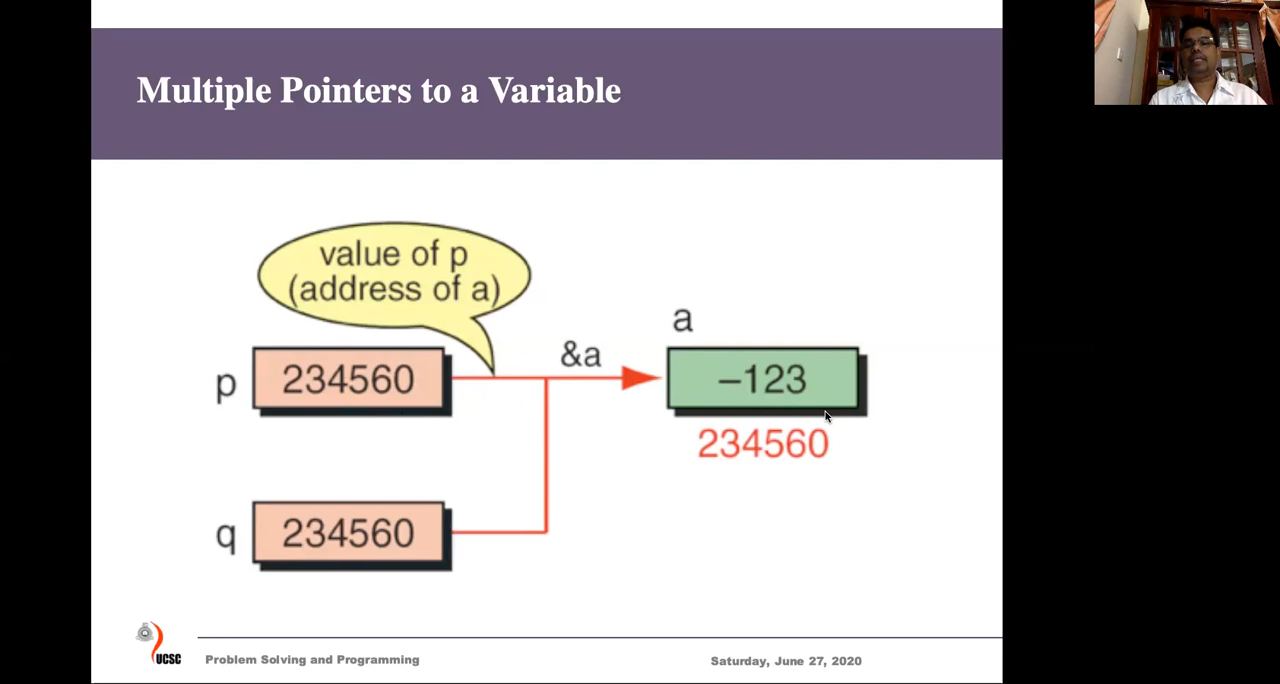 Multiple Pointers to a Variable
value of p
(address of a)
a
&a
p 234560
–123
234560
q 234560
UCSC
Problem Solving and Programming
Saturday, June 27, 2020